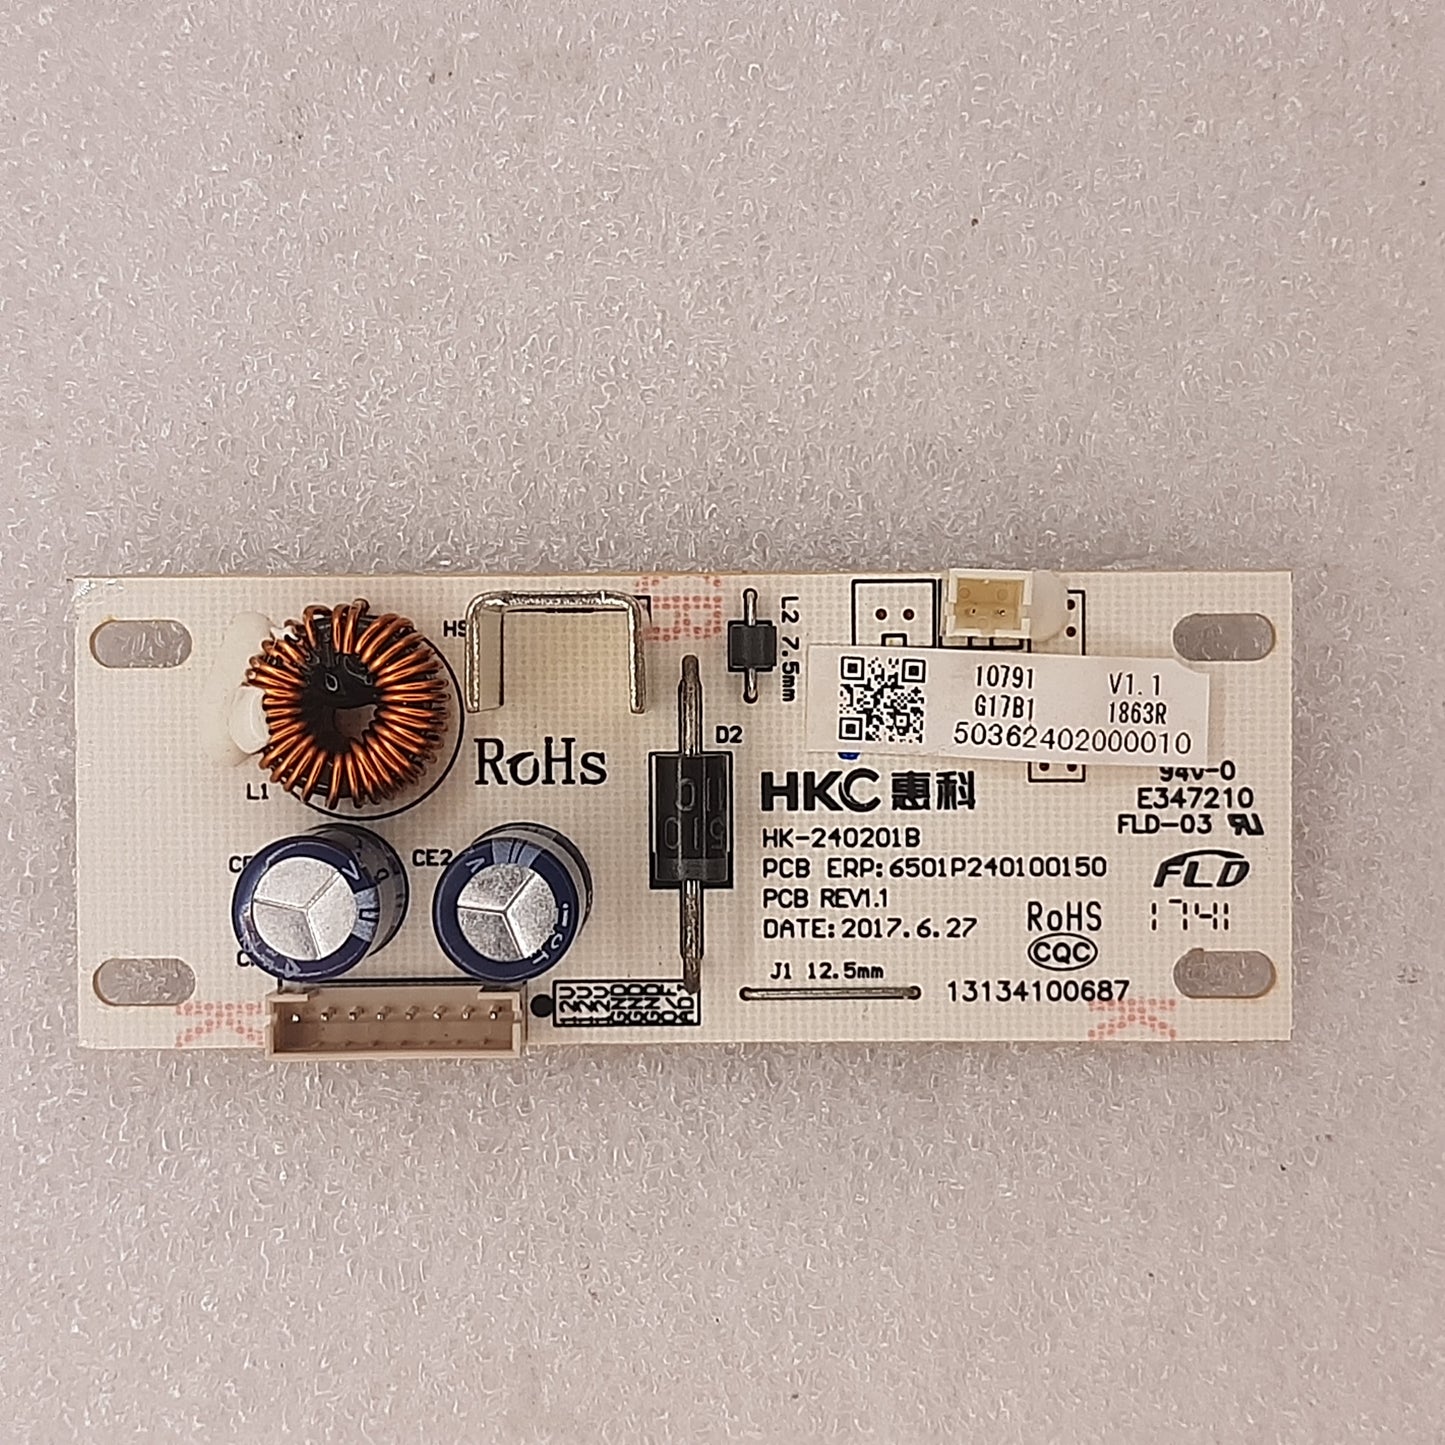 HS
L2 7.5mm
10791 V1.1
G17B1 1863R
50362402000010
D2
RoHs
L1
HKC 惠科
94V-0
E347210
FLD-03
HK-240201B
PCB ERP:6501P240100150
PCB REV1.1
DATE:2017.6.27
FLD
1741
RoHS
CQC
CE2
J1 12.5mm
13134100687
510